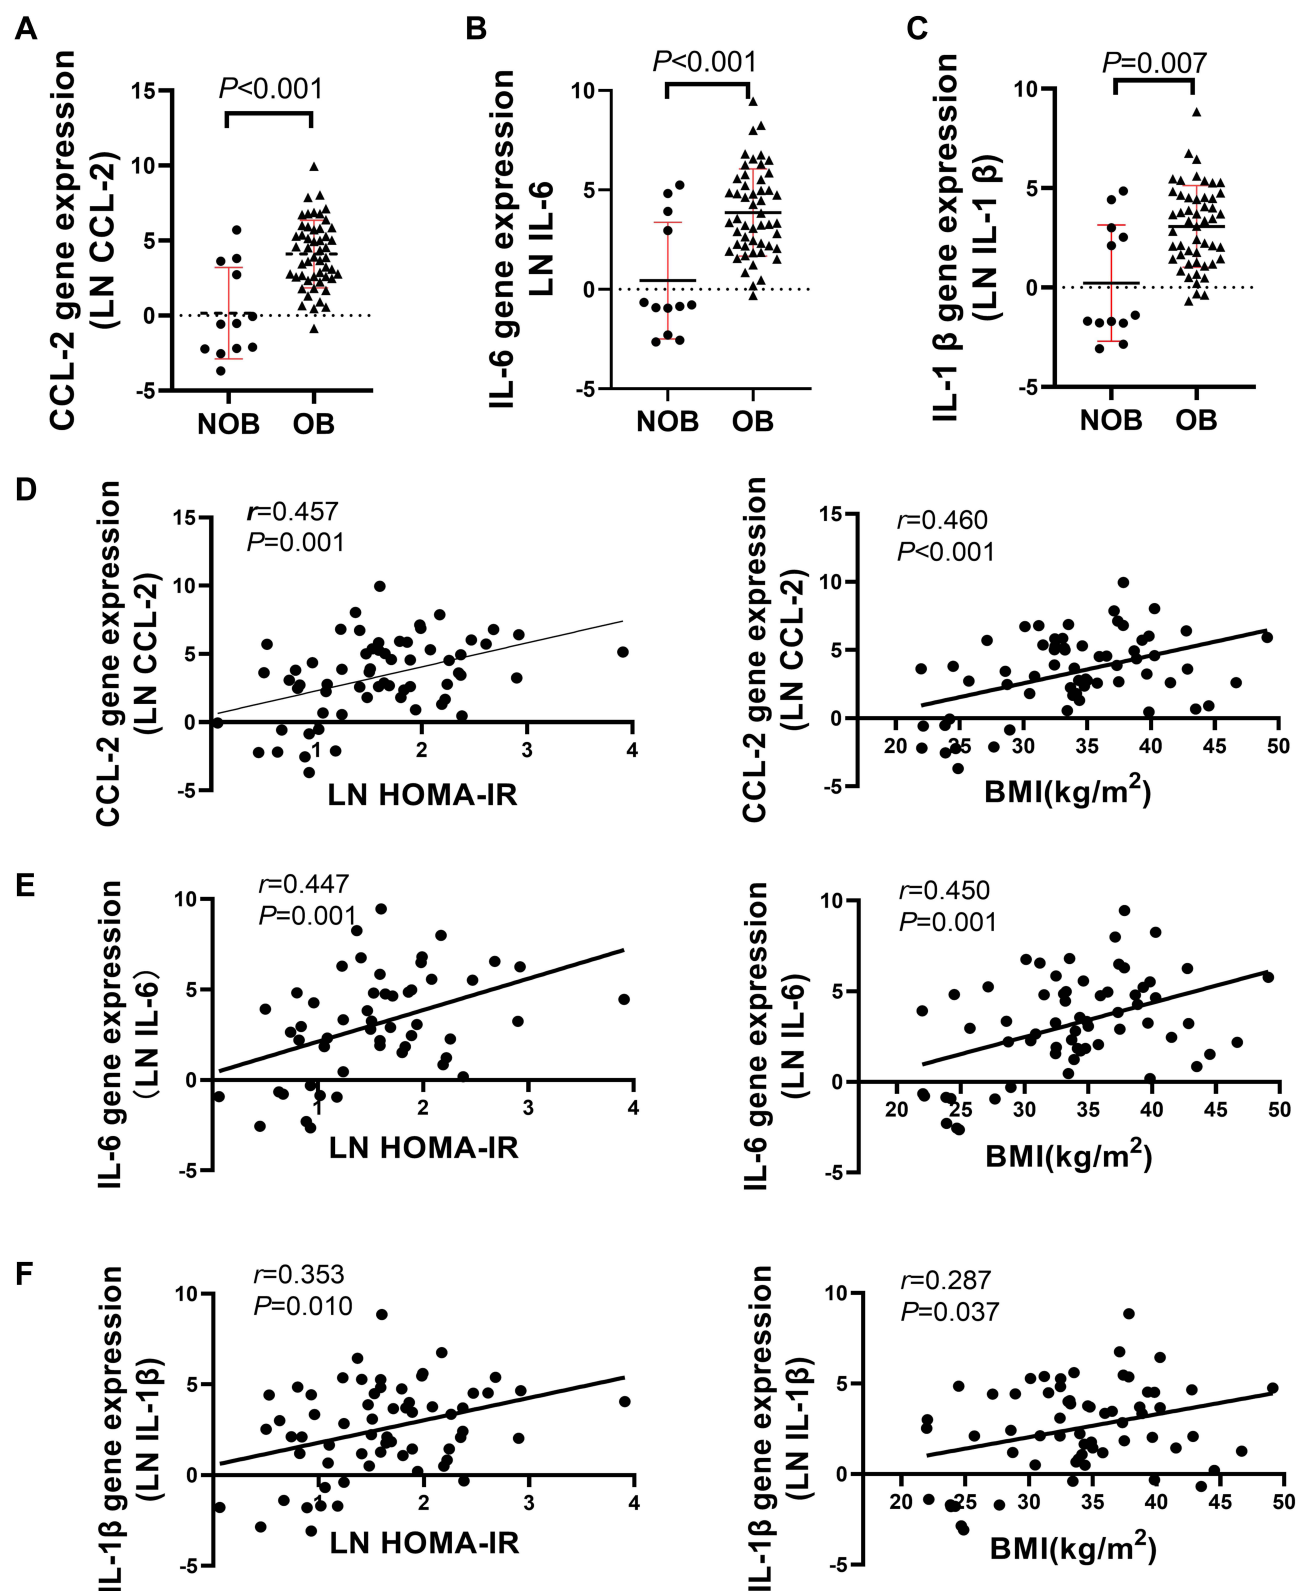 A
CCL-2 gene expression
(LN CCL-2)
P<0.001
15
10
5
0
-5
NOB OB
B
IL-6 gene expression
LN IL-6
P<0.001
10
5
0
-5
NOB OB
C
IL-1 β gene expression
(LN IL-1 β)
P=0.007
10
5
0
-5
NOB OB
D
CCL-2 gene expression
(LN CCL-2)
r=0.457
P=0.001
15
10
5
0
-5
1 2 3 4
LN HOMA-IR
CCL-2 gene expression
(LN CCL-2)
r=0.460
P<0.001
15
10
5
0
-5
20 25 30 35 40 45 50
BMI(kg/m²)
E
IL-6 gene expression
(LN IL-6)
r=0.447
P=0.001
10
5
0
-5
1 2 3 4
LN HOMA-IR
IL-6 gene expression
(LN IL-6)
r=0.450
P=0.001
10
5
0
-5
20 25 30 35 40 45 50
BMI(kg/m²)
F
IL-1β gene expression
(LN IL-1β)
r=0.353
P=0.010
10
5
0
-5
1 2 3 4
LN HOMA-IR
IL-1β gene expression
(LN IL-1β)
r=0.287
P=0.037
10
5
0
-5
20 25 30 35 40 45 50
BMI(kg/m²)